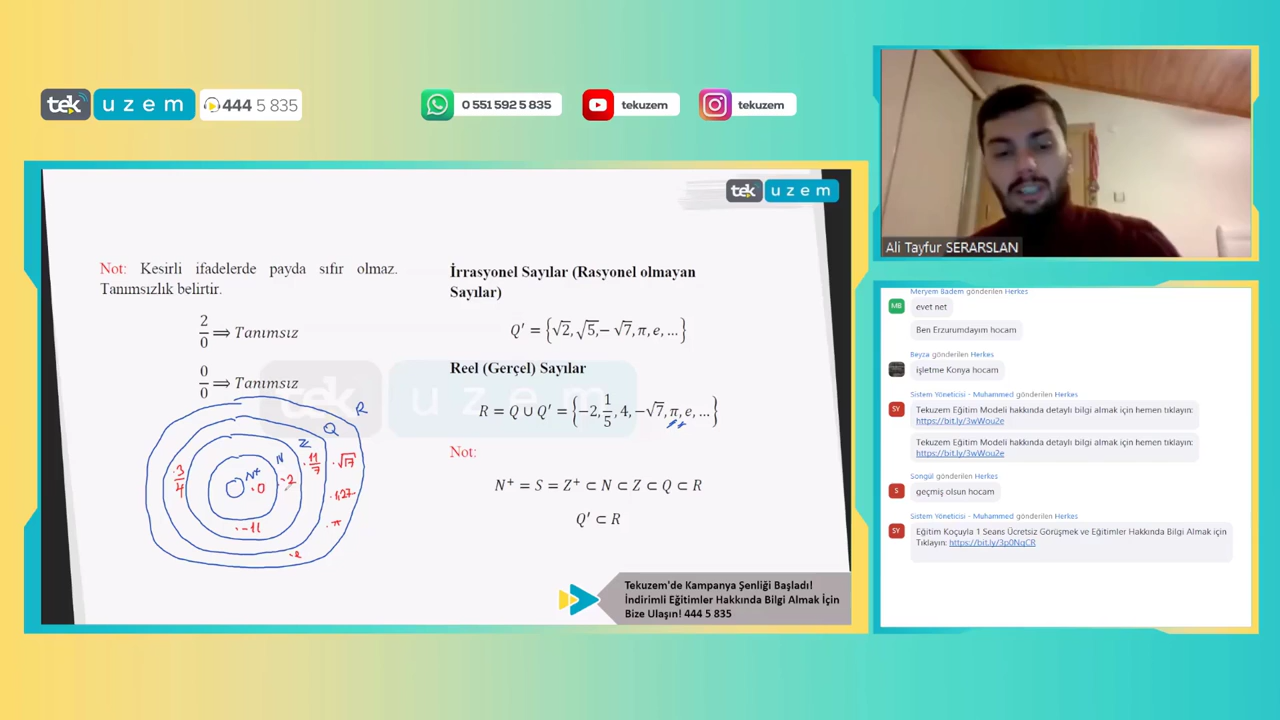 tek uzem 444 5 835
0 551 592 5 835
tekuzem
tekuzem
tek uzem
Not: Kesirli ifadelerde payda sıfır olmaz.
Tanımsızlık belirtir.
2/0 ⟹ Tanımsız
0/0 ⟹ Tanımsız
R
Q
Z
N
N+
.0
.-2
.-11
.3/4
.11/7
.√17
.π
.e
İrrasyonel Sayılar (Rasyonel olmayan
Sayılar)
Q′ = {√2, √5, −√7, π, e, …}
Reel (Gerçel) Sayılar
R = Q ∪ Q′ = {−2, 1/5, 4, −√7, π, e, …}
Not:
N⁺ = S = Z⁺ ⊂ N ⊂ Z ⊂ Q ⊂ R
Q′ ⊂ R
tek uzem
Tekuzem'de Kampanya Şenliği Başladı!
İndirimli Eğitimler Hakkında Bilgi Almak İçin
Bize Ulaşın! 444 5 835
Ali Tayfur SERARSLAN
Meryem Badem gönderilen Herkes
MB
evet net
Ben Erzurumdayım hocam
Beyza gönderilen Herkes
işletme Konya hocam
Sistem Yöneticisi - Muhammed gönderilen Herkes
SY
Tekuzem Eğitim Modeli hakkında detaylı bilgi almak için hemen tıklayın:
https://bit.ly/3wWou2e
Tekuzem Eğitim Modeli hakkında detaylı bilgi almak için hemen tıklayın:
https://bit.ly/3wWou2e
Songül gönderilen Herkes
S
geçmiş olsun hocam
Sistem Yöneticisi - Muhammed gönderilen Herkes
SY
Eğitim Koçuyla 1 Seans Ücretsiz Görüşmek ve Eğitimler Hakkında Bilgi Almak için
Tıklayın: https://bit.ly/3p0NqCR